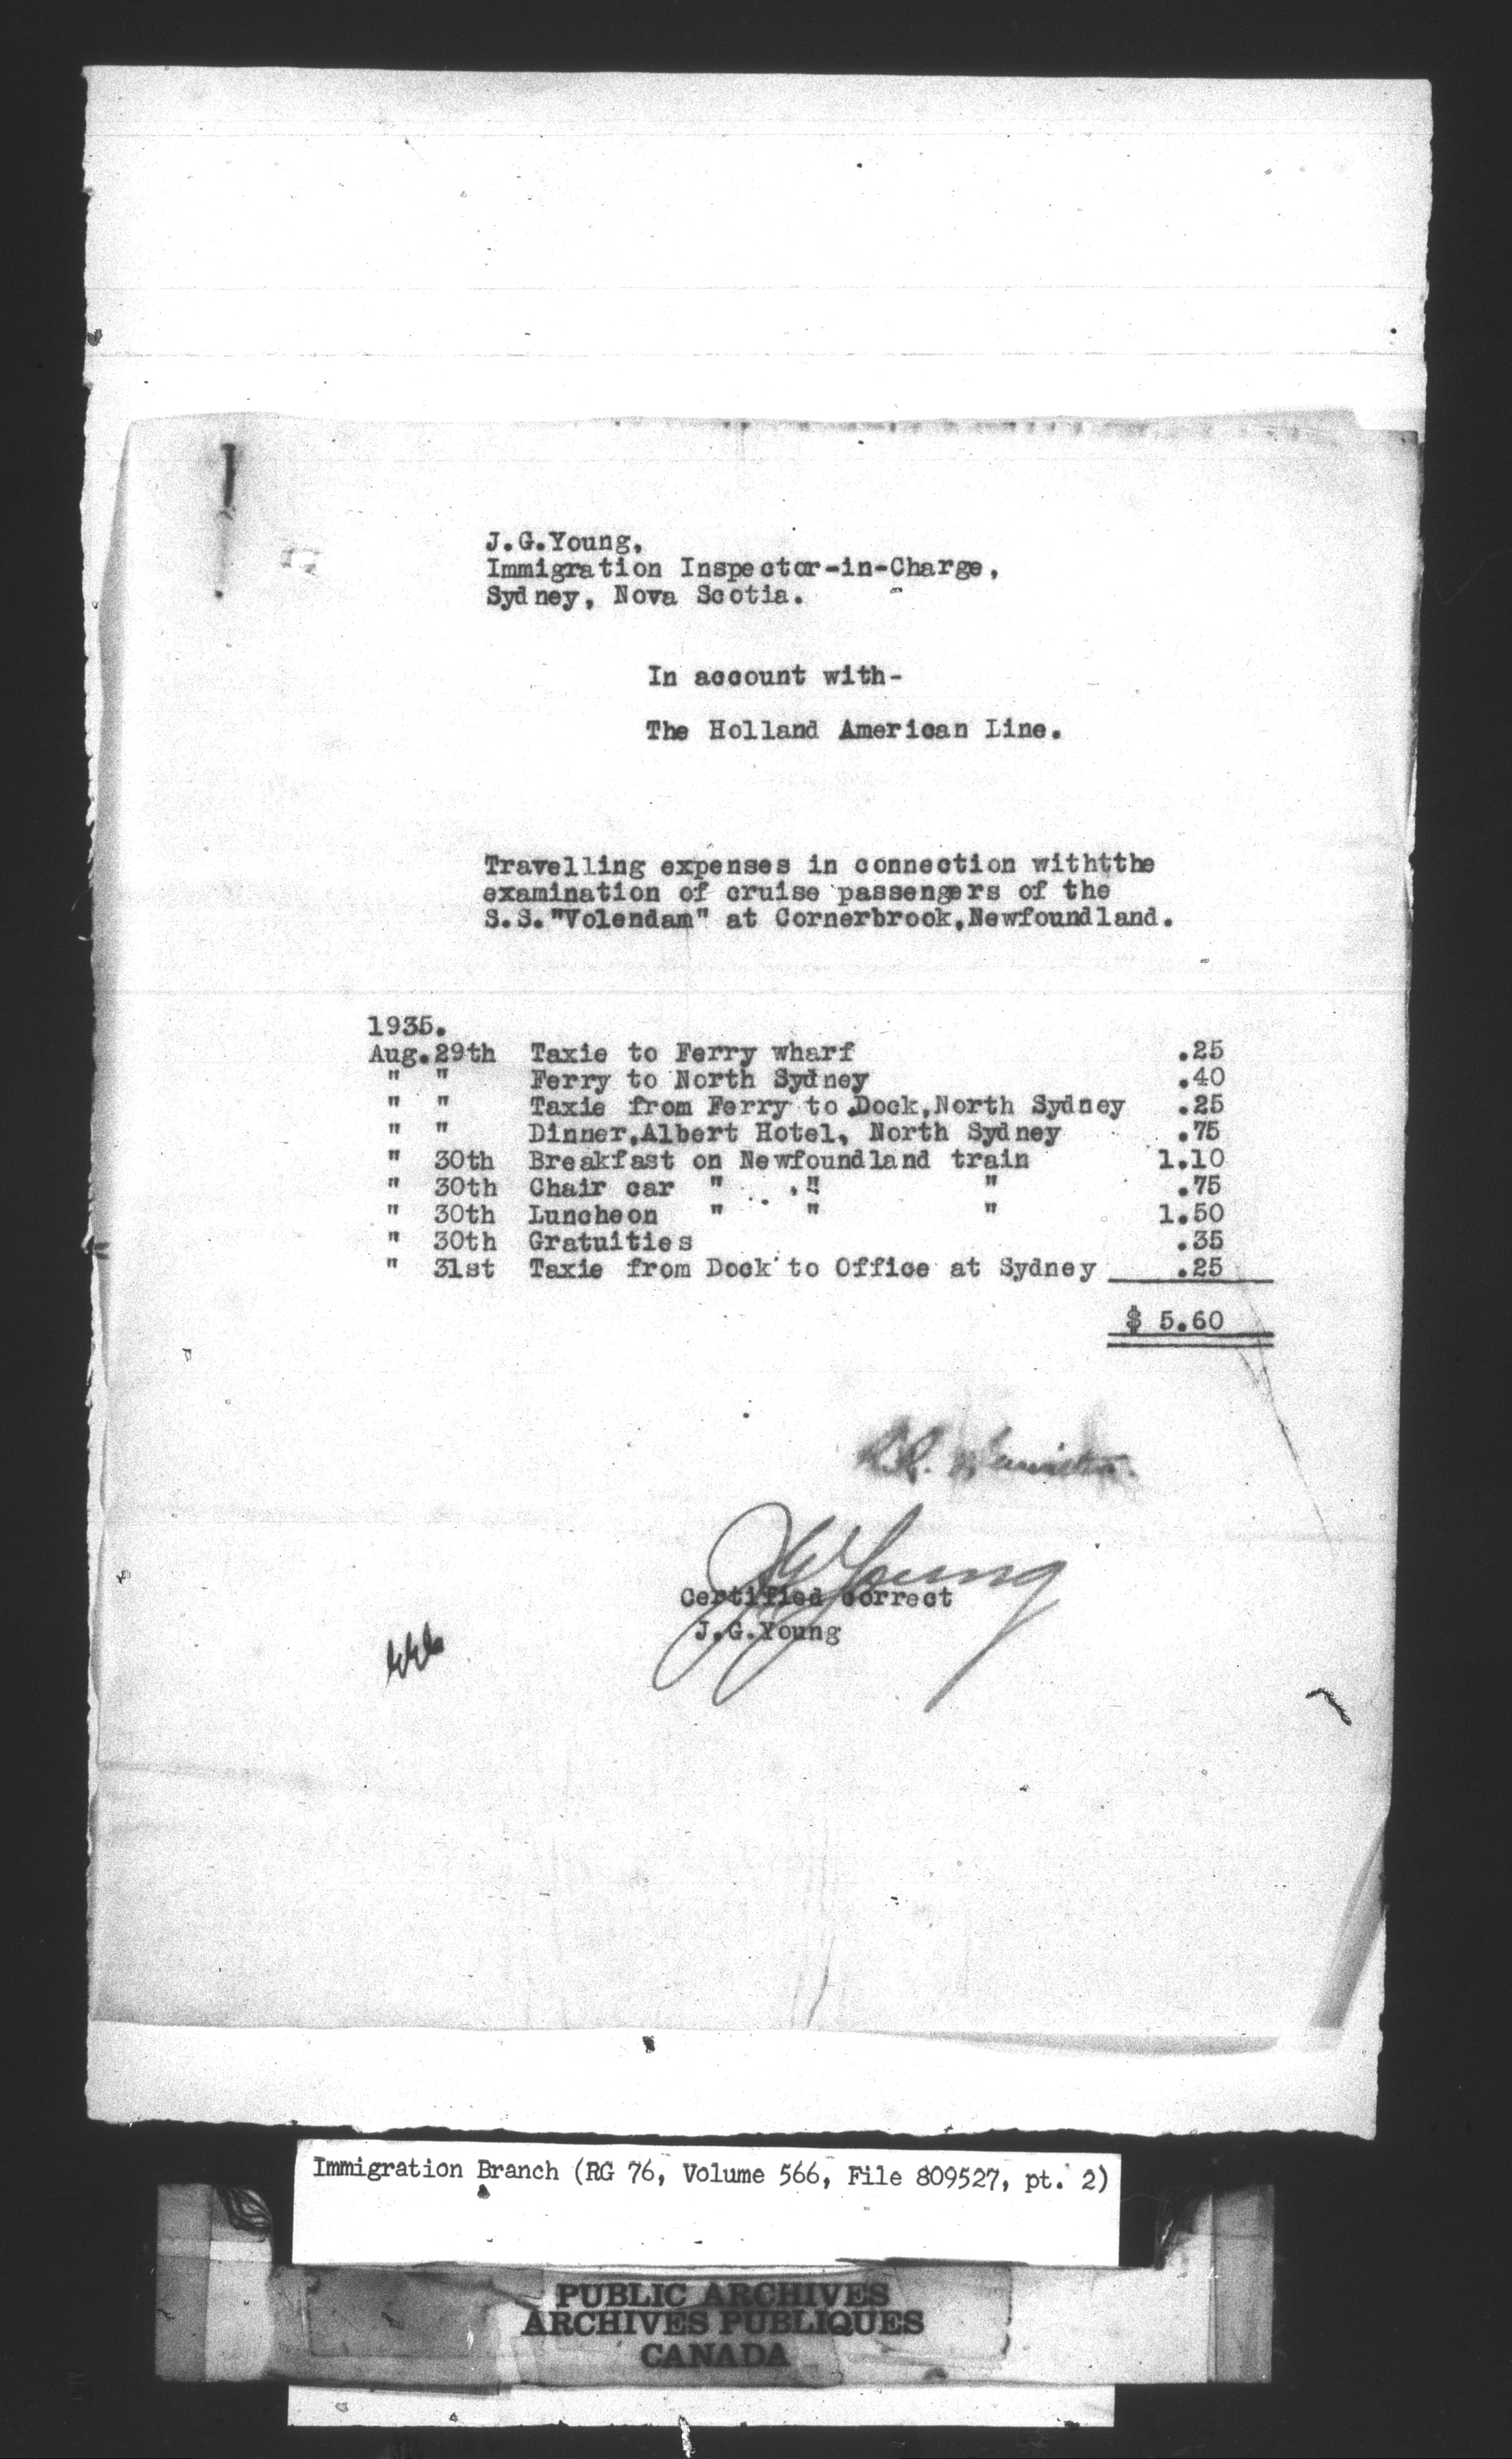 J.G.Young,
Immigration Inspector-in-Charge,
Sydney, Nova Scotia.
In account with-
The Holland American Line.
Travelling expenses in connection withtthe
examination of cruise passengers of the
S.S."Volendam" at Cornerbrook,Newfoundland.
1935.
Aug.29th Taxie to Ferry wharf .25
" " Ferry to North Sydney .40
" " Taxie from Ferry to Dock,North Sydney .25
" " Dinner,Albert Hotel, North Sydney .75
" 30th Breakfast on Newfoundland train 1.10
" 30th Chair car " " " .75
" 30th Luncheon " " " 1.50
" 30th Gratuities .35
" 31st Taxie from Dock to Office at Sydney .25
$ 5.60
JGYoung
Certified correct
J.G.Young
Immigration Branch (RG 76, Volume 566, File 809527, pt. 2)
PUBLIC ARCHIVES
ARCHIVES PUBLIQUES
CANADA